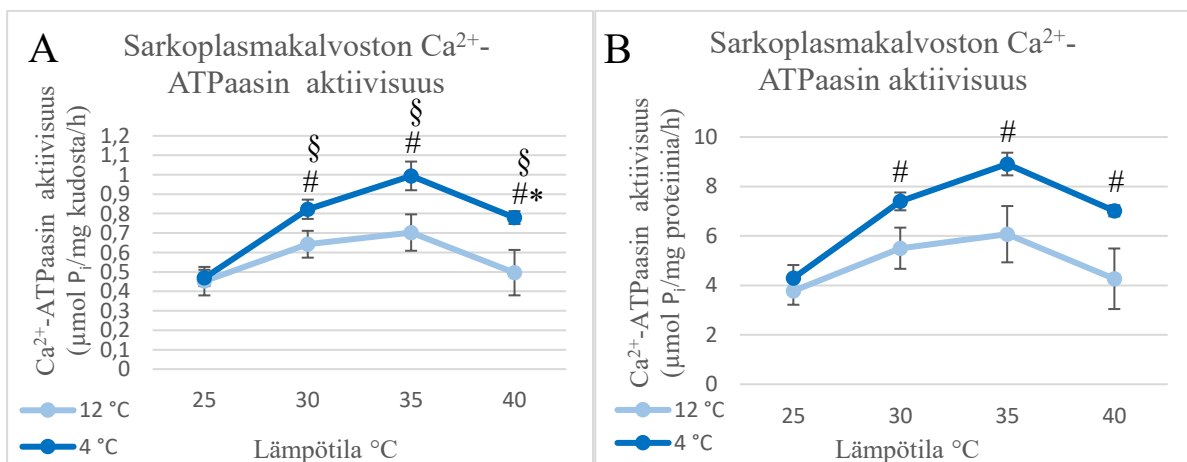 A
Sarkoplasmakalvoston Ca²⁺-
ATPaasin aktiivisuus
Ca²⁺-ATPaasin aktiivisuus
(µmol Pᵢ/mg kudosta/h)
1,2
1,1
1
0,9
0,8
0,7
0,6
0,5
0,4
0,3
0,2
0,1
0
§
#
§
#
§
#*
25
30
35
40
12 °C
4 °C
Lämpötila °C
B
Sarkoplasmakalvoston Ca²⁺-
ATPaasin aktiivisuus
Ca²⁺-ATPaasin aktiivisuus
(µmol Pᵢ/mg proteiinia/h)
10
8
6
4
2
0
#
#
#
25
30
35
40
12 °C
4 °C
Lämpötila °C